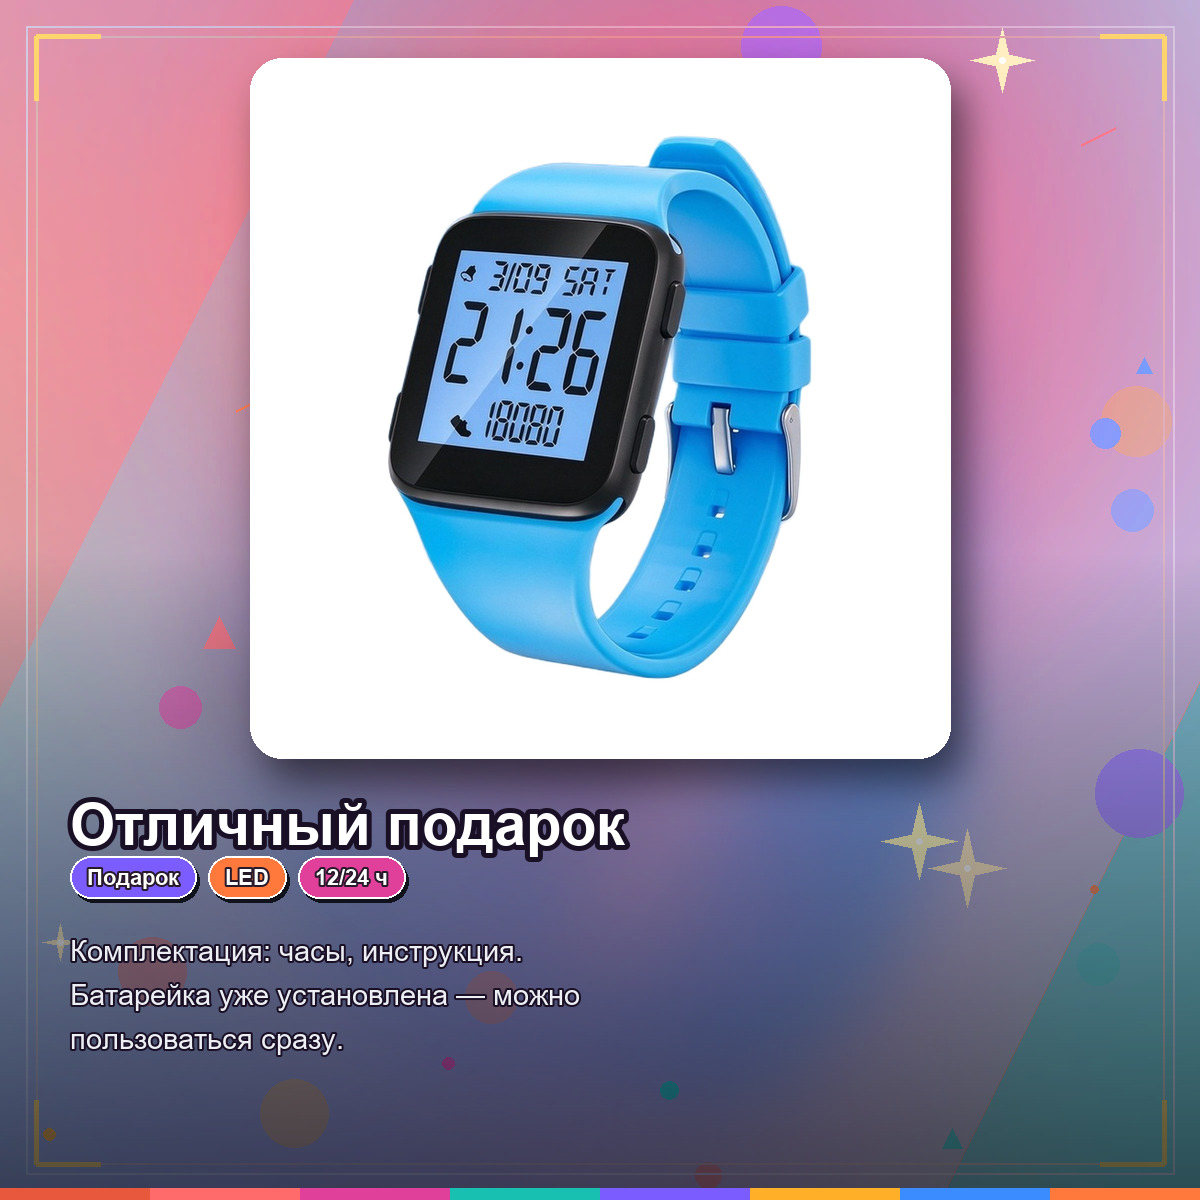 3/09 SAT
21:26
18080
Отличный подарок
Подарок LED 12/24 ч
Комплектация: часы, инструкция.
Батарейка уже установлена — можно
пользоваться сразу.